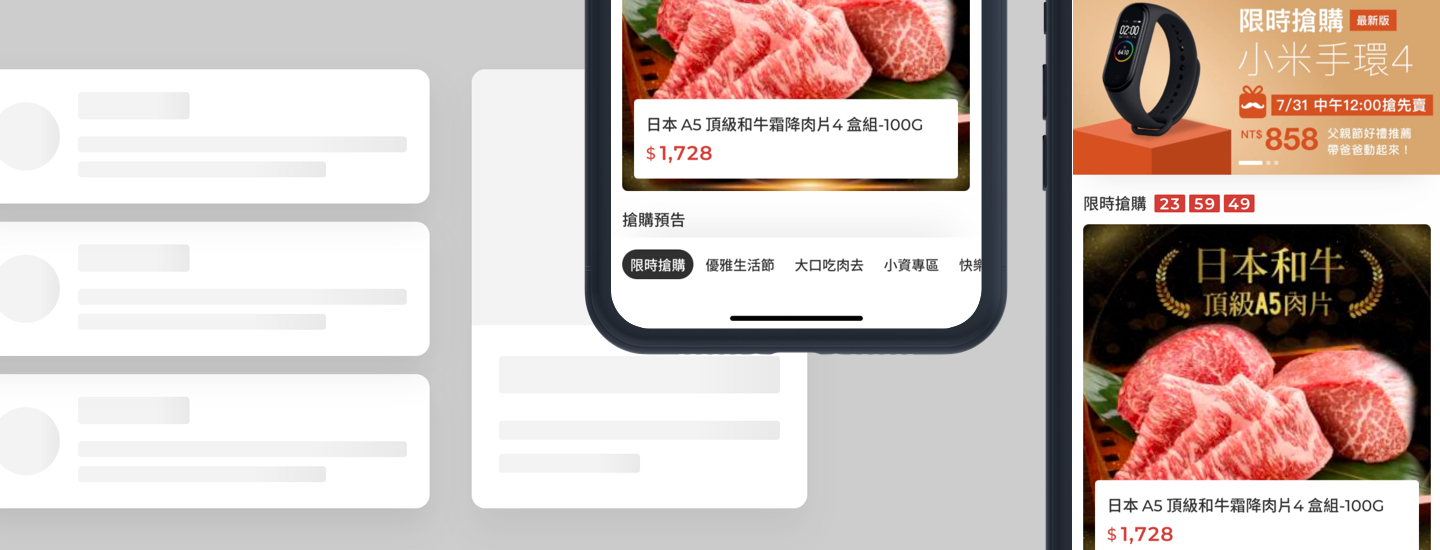 日本 A5 頂級和牛霜降肉片4 盒組-100G
$1,728
搶購預告
限時搶購 優雅生活節 大口吃肉去 小資專區 快樂
02:00
限時搶購 最新版
小米手環4
7/31 中午12:00搶先賣
NT$858 父親節好禮推薦
帶爸爸動起來！
限時搶購 23 59 49
日本和牛
頂級A5肉片
日本 A5 頂級和牛霜降肉片4 盒組-100G
$1,728